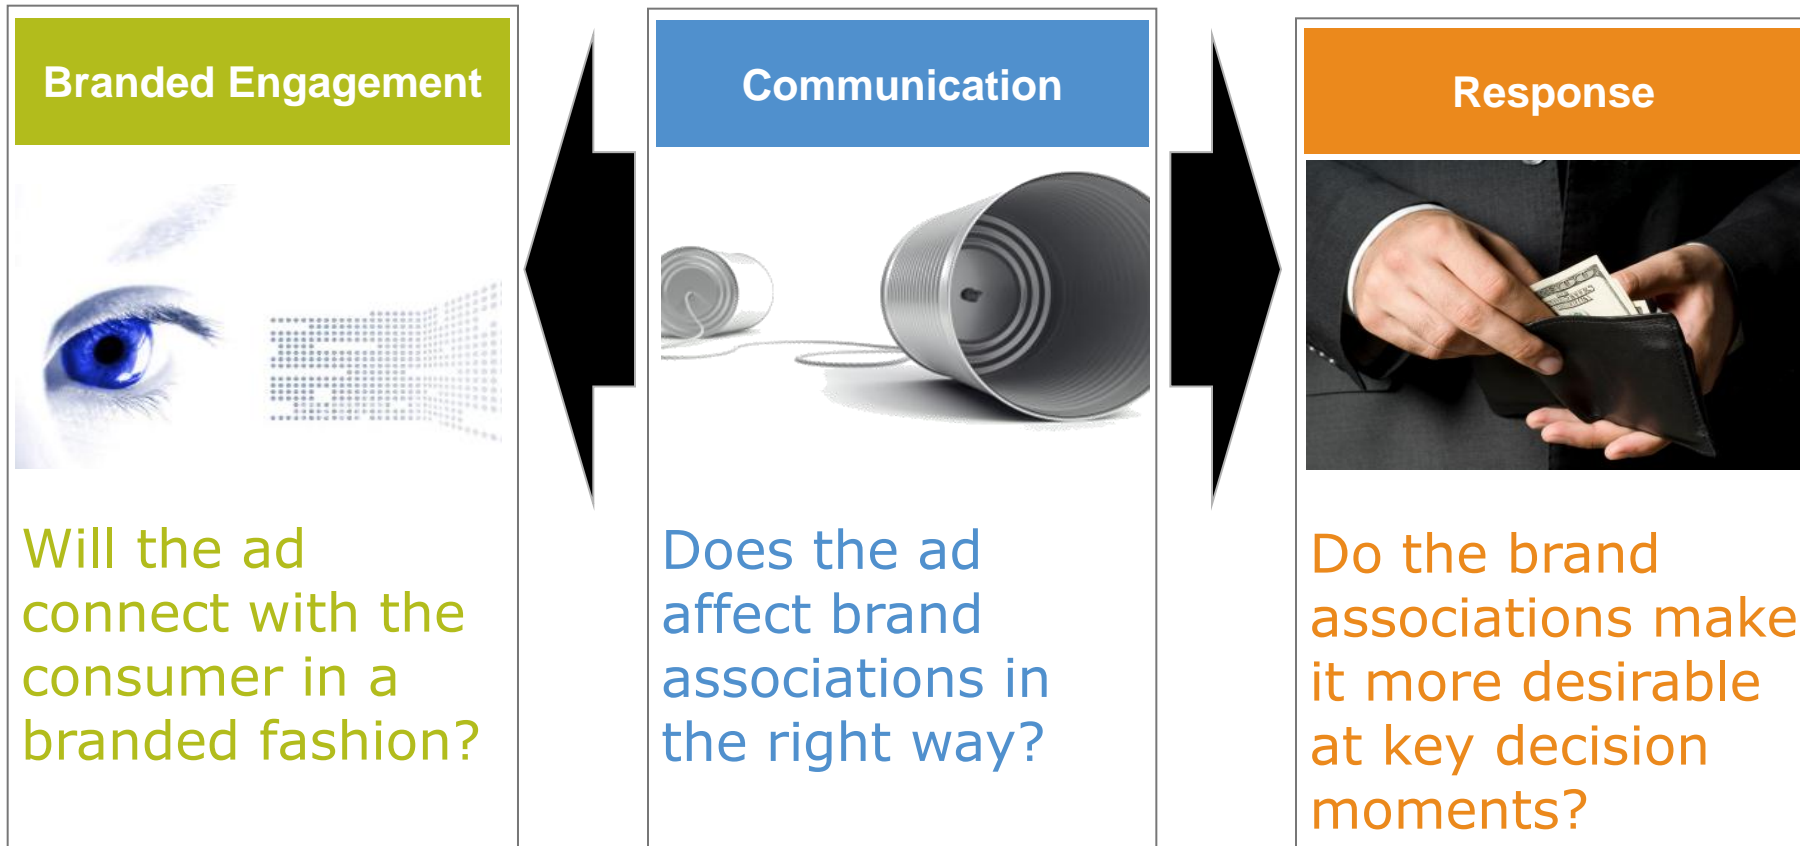 Branded Engagement
Will the ad
connect with the
consumer in a
branded fashion?
Communication
Does the ad
affect brand
associations in
the right way?
Response
Do the brand
associations make
it more desirable
at key decision
moments?